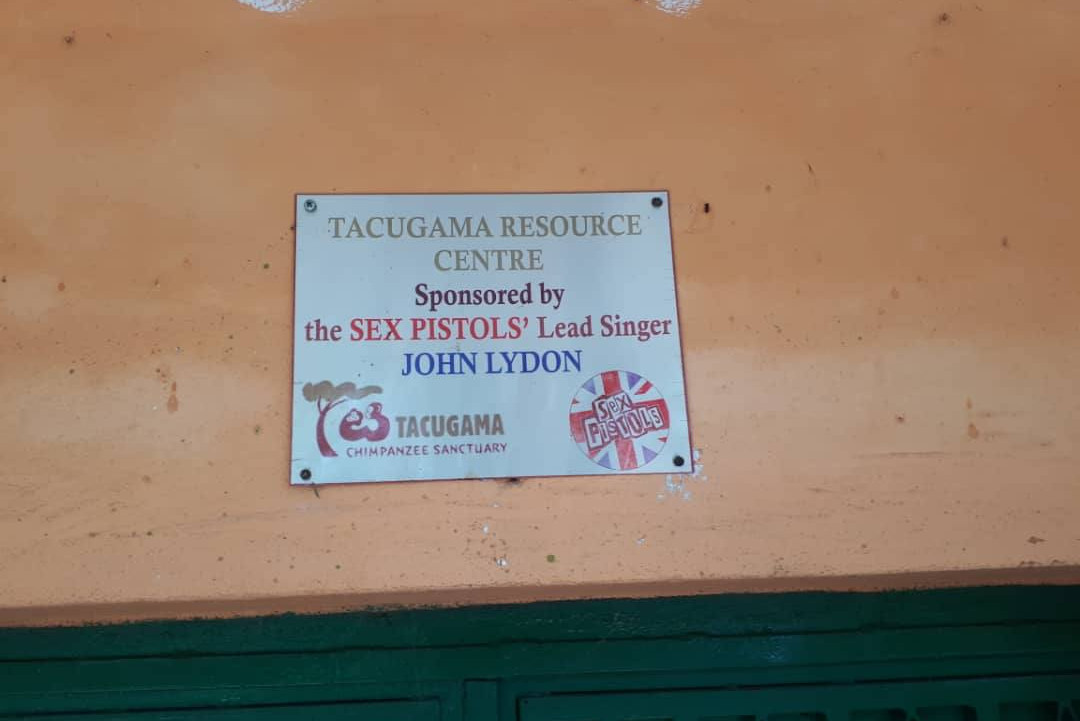 TACUGAMA RESOURCE
CENTRE
Sponsored by
the SEX PISTOLS’ Lead Singer
JOHN LYDON
TACUGAMA
CHIMPANZEE SANCTUARY
Sex
PISTOLS